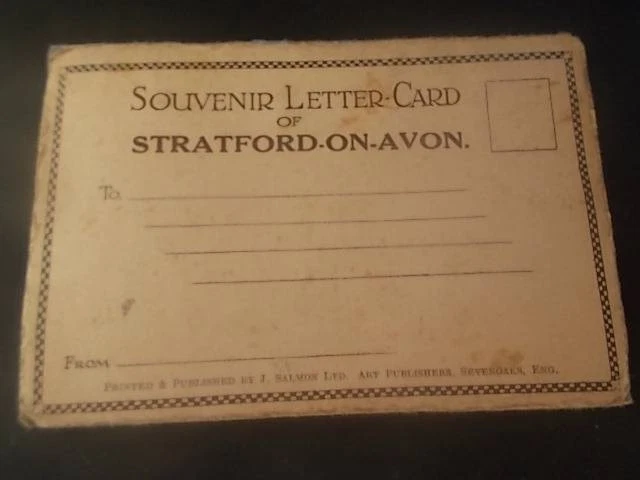 Souvenir Letter-Card
of
STRATFORD-ON-AVON.
To
From
Printed & Published by J. Salmon Ltd. Art Publishers, Sevenoaks, Eng.